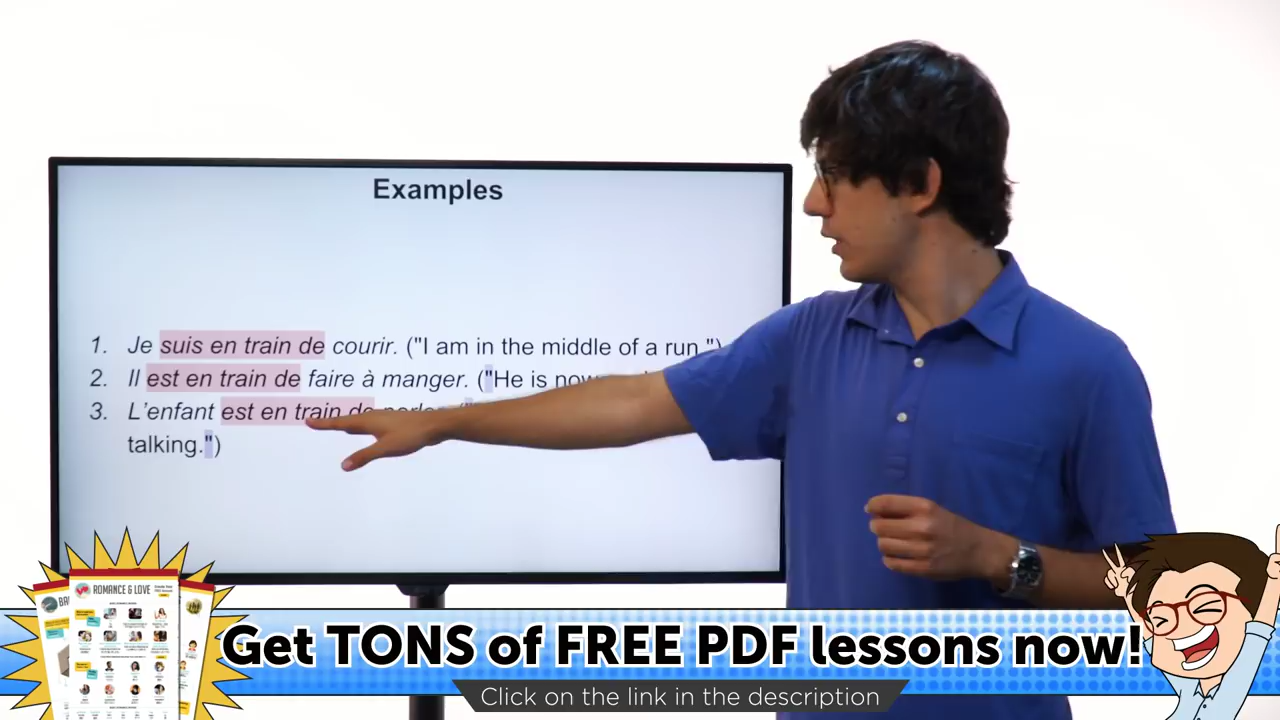 Examples
1. Je suis en train de courir. ("I am in the middle of a run.")
2. Il est en train de faire à manger. ("He is now
3. L'enfant est en train de parler. ("
talking.")
ROMANCE & LOVE
Get TONS of FREE PDF lessons now!
Click on the link in the description